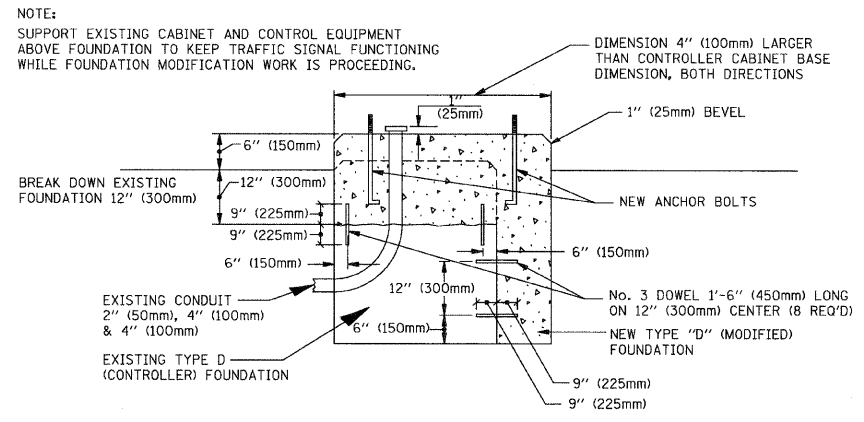 NOTE:
SUPPORT EXISTING CABINET AND CONTROL EQUIPMENT
ABOVE FOUNDATION TO KEEP TRAFFIC SIGNAL FUNCTIONING
WHILE FOUNDATION MODIFICATION WORK IS PROCEEDING.
DIMENSION 4" (100mm) LARGER
THAN CONTROLLER CABINET BASE
DIMENSION, BOTH DIRECTIONS
1"
(25mm)
1" (25mm) BEVEL
6" (150mm)
BREAK DOWN EXISTING
FOUNDATION 12" (300mm)
12" (300mm)
NEW ANCHOR BOLTS
9" (225mm)
9" (225mm)
6" (150mm)
6" (150mm)
12" (300mm)
EXISTING CONDUIT
2" (50mm), 4" (100mm)
& 4" (100mm)
No. 3 DOWEL 1'-6" (450mm) LONG
ON 12" (300mm) CENTER (8 REQ'D)
6" (150mm)
NEW TYPE "D" (MODIFIED)
FOUNDATION
EXISTING TYPE D
(CONTROLLER) FOUNDATION
9" (225mm)
9" (225mm)